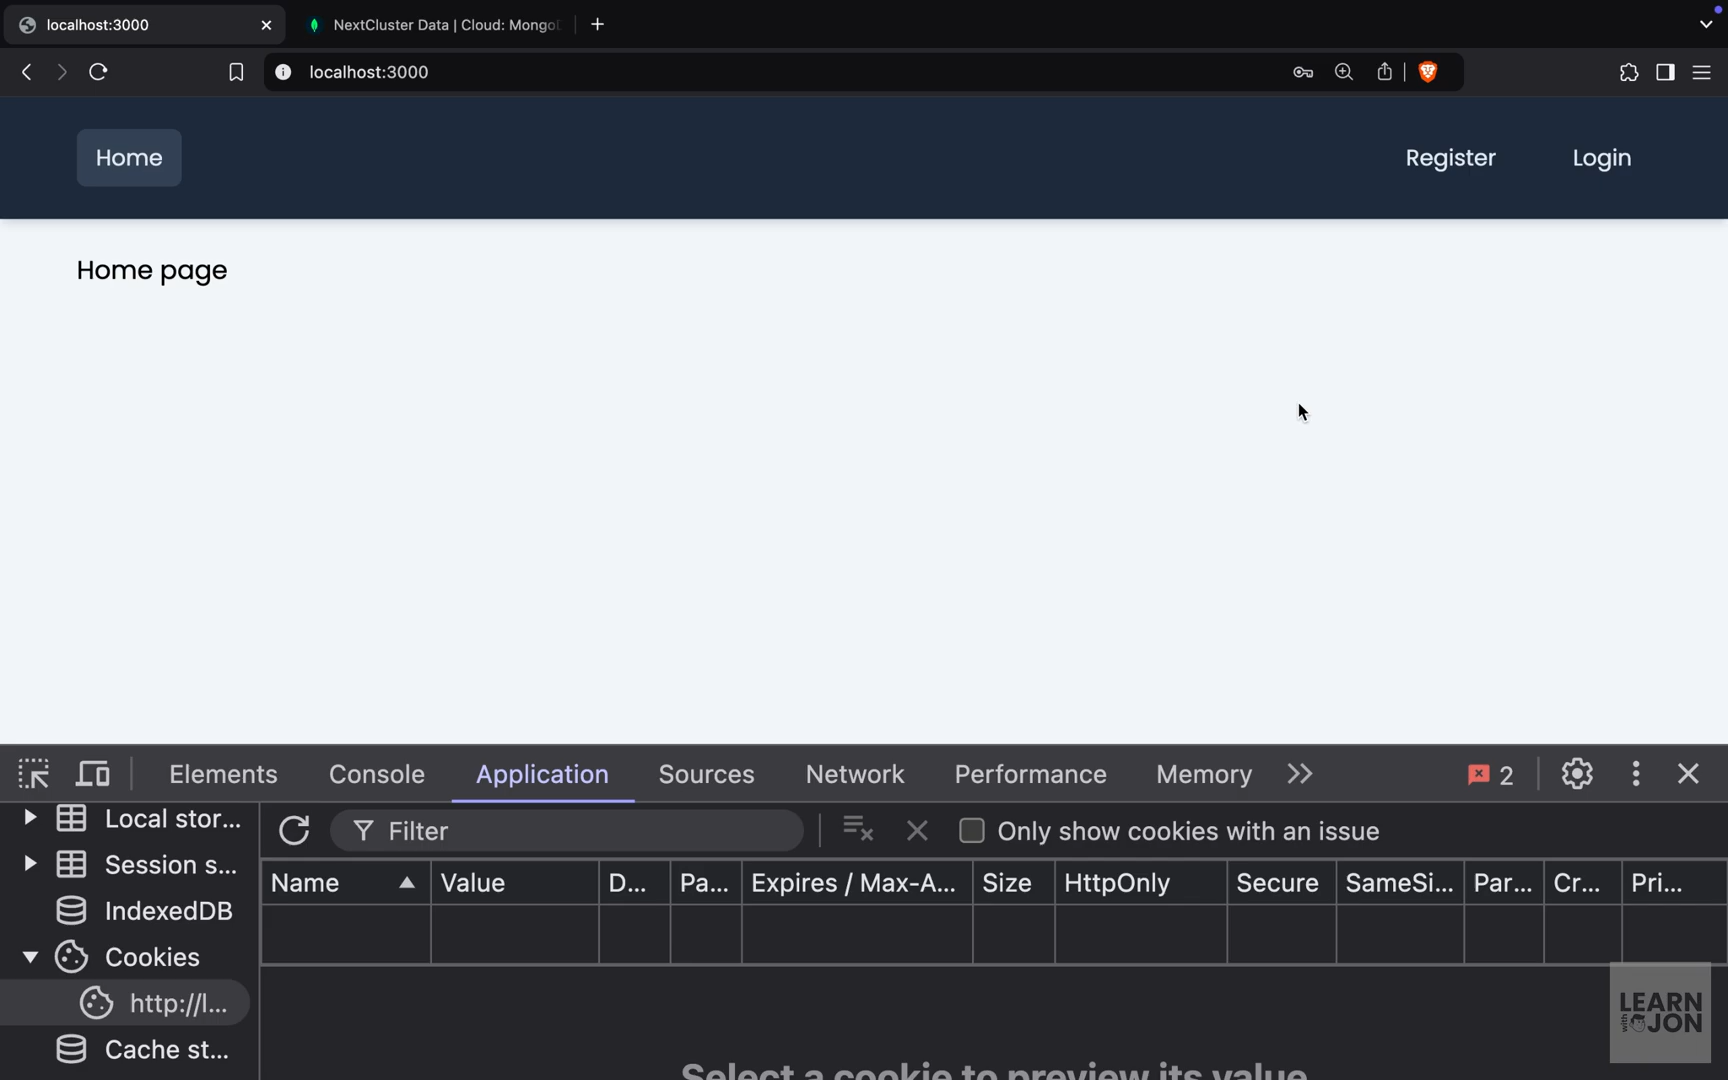 localhost:3000
NextCluster Data | Cloud: Mongo
localhost:3000
Home
Register
Login
Home page
Elements
Console
Application
Sources
Network
Performance
Memory
2
Local stor...
Filter
Only show cookies with an issue
Session s...
Name
Value
D...
Pa...
Expires / Max-A...
Size
HttpOnly
Secure
SameSi...
Par...
Cr...
Pri...
IndexedDB
Cookies
http://l...
Cache st...
Select a cookie to preview its value
LEARN
with JON